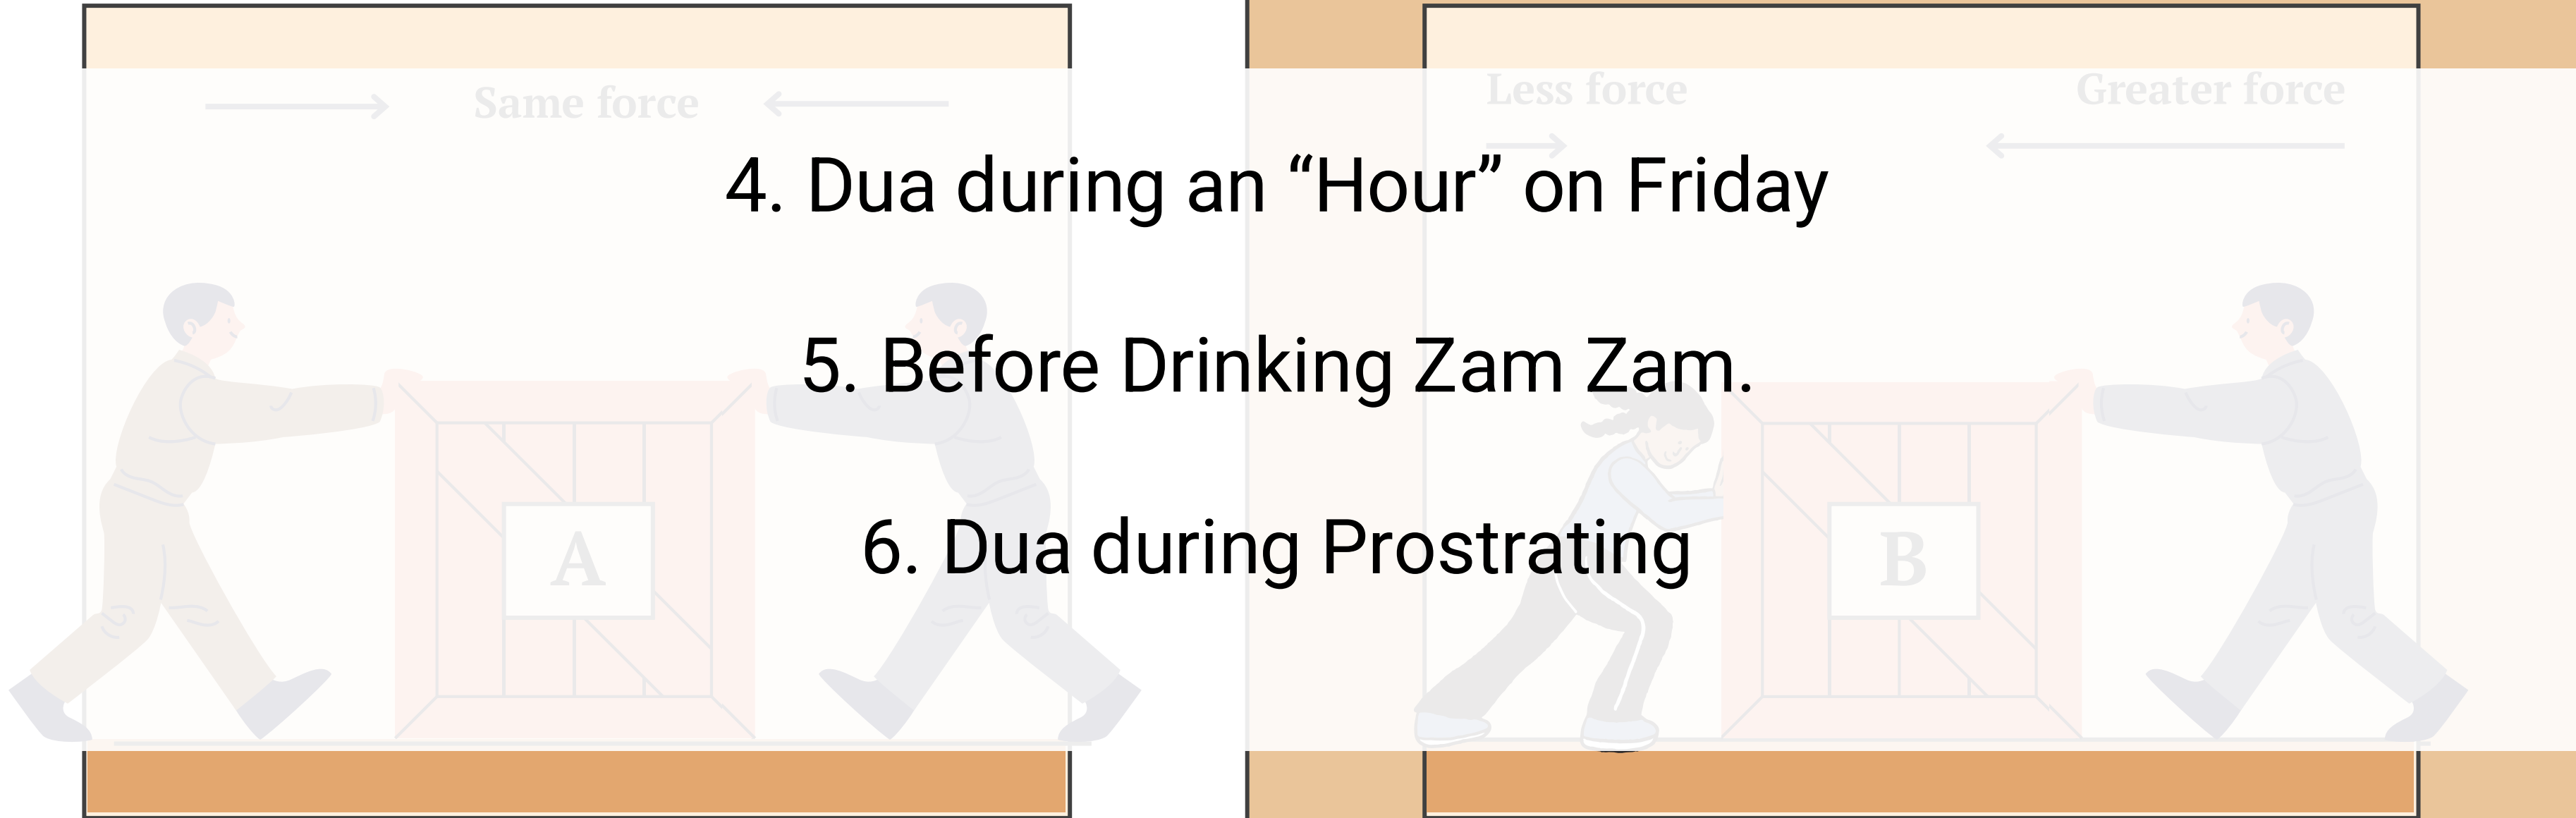 Same force
Less force
Greater force
4. Dua during an “Hour” on Friday
5. Before Drinking Zam Zam.
6. Dua during Prostrating
A
B